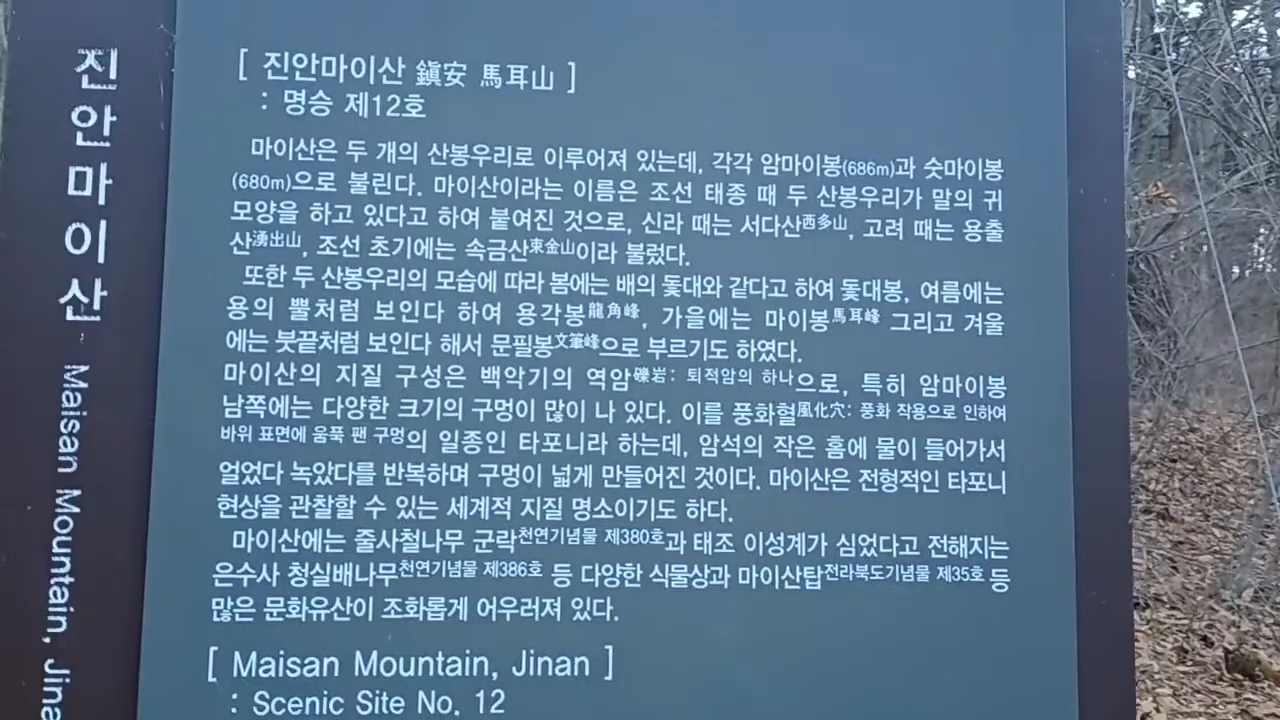 진안마이산
Maisan Mountain, Jina
[ 진안마이산 鎭安 馬耳山 ]
: 명승 제12호
마이산은 두 개의 산봉우리로 이루어져 있는데, 각각 암마이봉(686m)과 숫마이봉
(680m)으로 불린다. 마이산이라는 이름은 조선 태종 때 두 산봉우리가 말의 귀
모양을 하고 있다고 하여 붙여진 것으로, 신라 때는 서다산西多山, 고려 때는 용출
산湧出山, 조선 초기에는 속금산束金山이라 불렀다.
또한 두 산봉우리의 모습에 따라 봄에는 배의 돛대와 같다고 하여 돛대봉, 여름에는
용의 뿔처럼 보인다 하여 용각봉龍角峰, 가을에는 마이봉馬耳峰 그리고 겨울
에는 붓끝처럼 보인다 해서 문필봉文筆峰으로 부르기도 하였다.
마이산의 지질 구성은 백악기의 역암礫岩: 퇴적암의 하나으로, 특히 암마이봉
남쪽에는 다양한 크기의 구멍이 많이 나 있다. 이를 풍화혈風化穴: 풍화 작용으로 인하여
바위 표면에 움푹 팬 구멍의 일종인 타포니라 하는데, 암석의 작은 홈에 물이 들어가서
얼었다 녹았다를 반복하며 구멍이 넓게 만들어진 것이다. 마이산은 전형적인 타포니
현상을 관찰할 수 있는 세계적 지질 명소이기도 하다.
마이산에는 줄사철나무 군락천연기념물 제380호과 태조 이성계가 심었다고 전해지는
은수사 청실배나무천연기념물 제386호 등 다양한 식물상과 마이산탑전라북도기념물 제35호 등
많은 문화유산이 조화롭게 어우러져 있다.
[ Maisan Mountain, Jinan ]
: Scenic Site No. 12